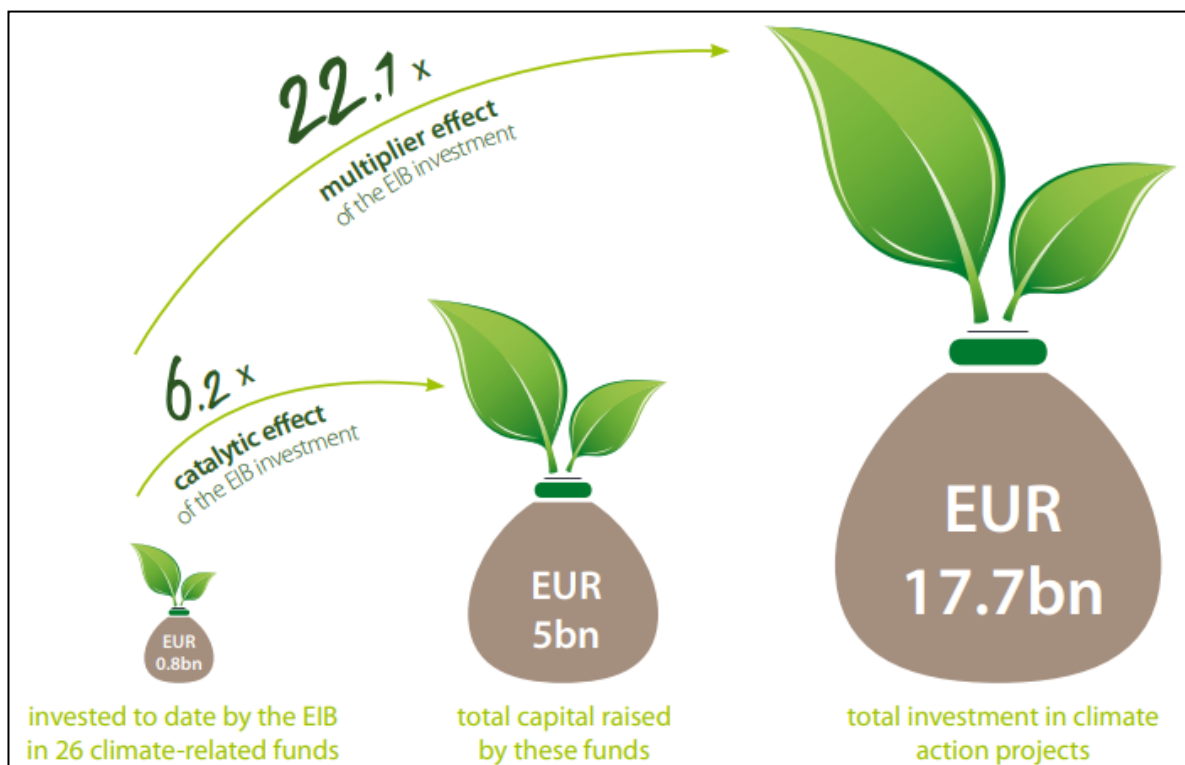 22.1 x
multiplier effect
of the EIB investment
6.2 x
catalytic effect
of the EIB investment
EUR
0.8bn
EUR
5bn
EUR
17.7bn
invested to date by the EIB
in 26 climate-related funds
total capital raised
by these funds
total investment in climate
action projects